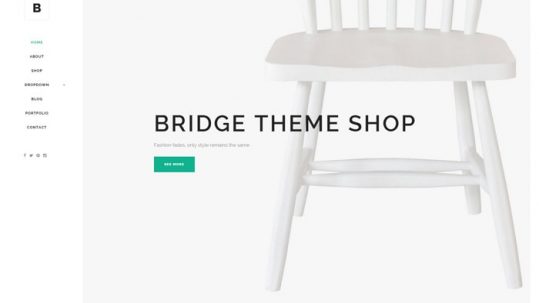 B
HOME
ABOUT
SHOP
DROPDOWN
BLOG
PORTFOLIO
CONTACT
BRIDGE THEME SHOP
Fashion fades, only style remains the same.
SEE MORE